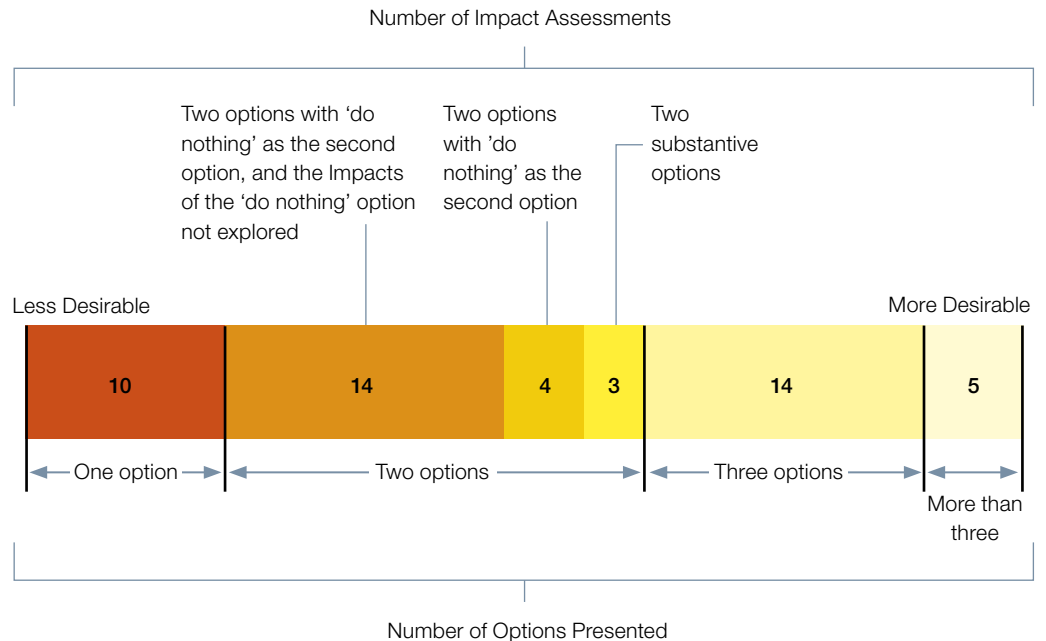 Number of Impact Assessments
Two options with ‘do
nothing’ as the second
option, and the Impacts
of the ‘do nothing’ option
not explored
Two options
with ’do
nothing’ as the
second option
Two
substantive
options
Less Desirable
More Desirable
10
14
4
3
14
5
One option
Two options
Three options
More than
three
Number of Options Presented